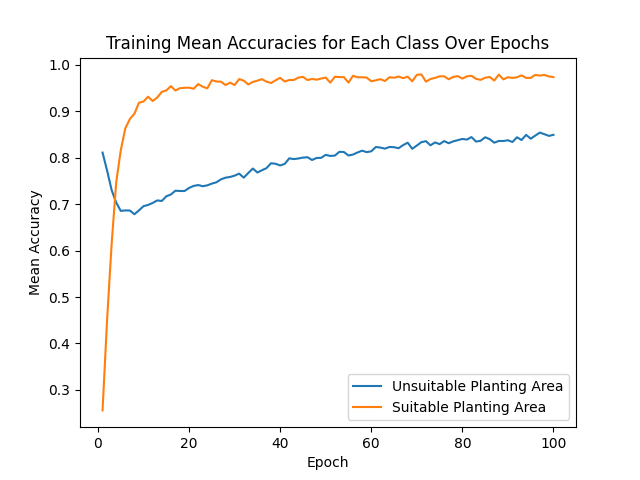 Training Mean Accuracies for Each Class Over Epochs
1.0
0.9
0.8
0.7
0.6
0.5
0.4
0.3
Mean Accuracy
Unsuitable Planting Area
Suitable Planting Area
0 20 40 60 80 100
Epoch